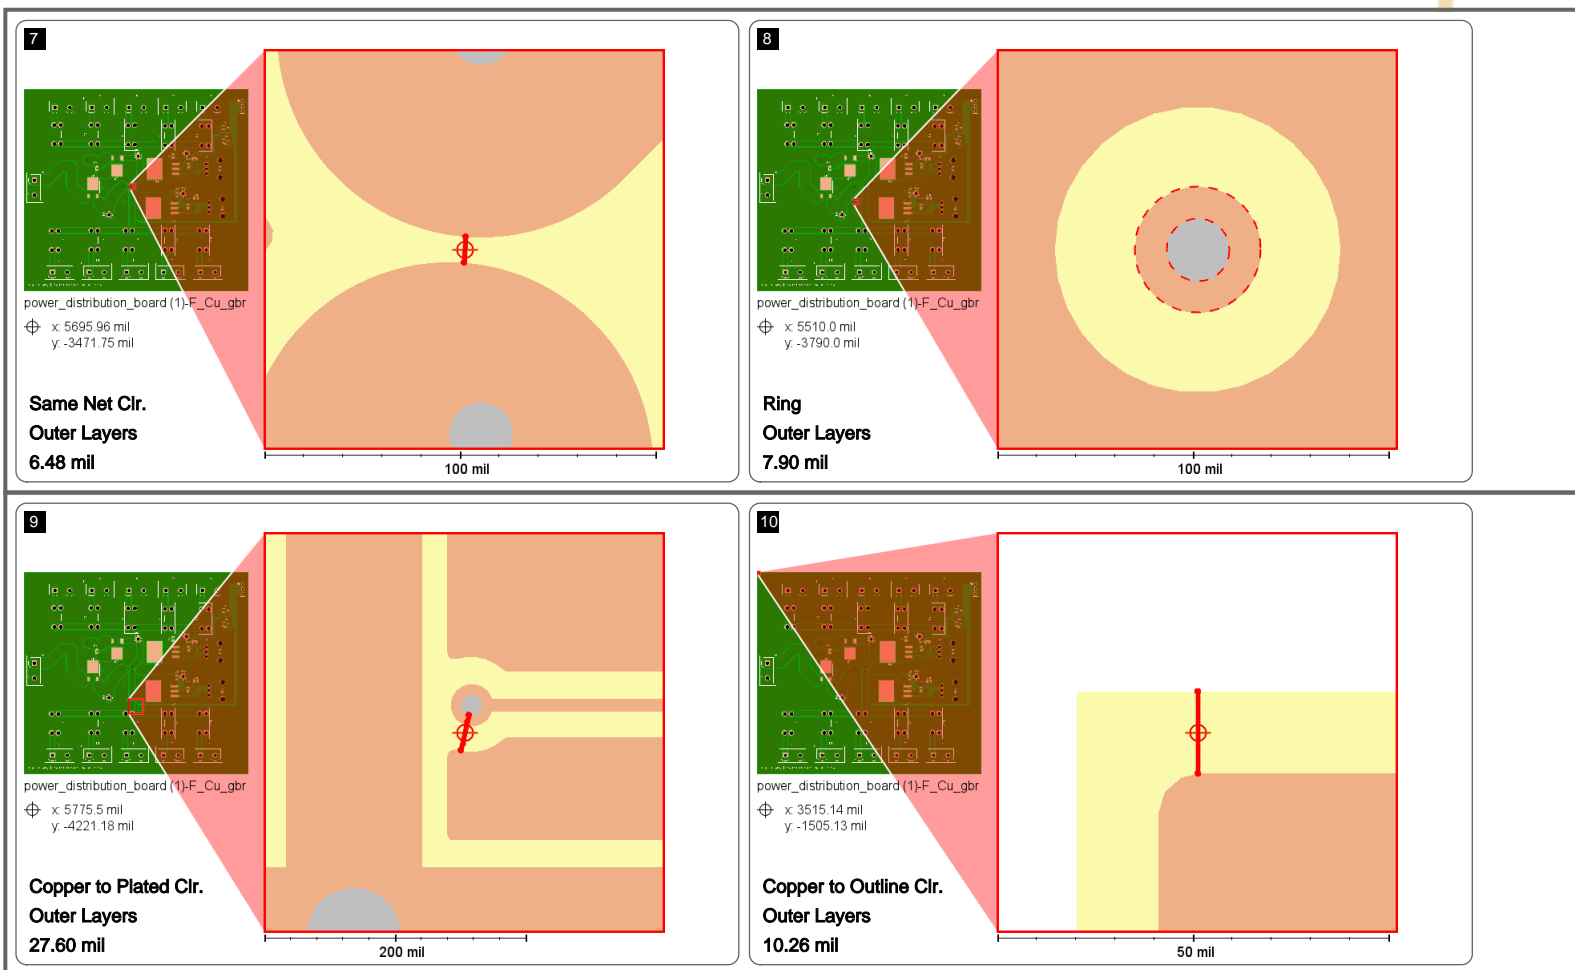 7
power_distribution_board (1)-F_Cu_gbr
x: 5695.96 mil
y: -3471.75 mil
Same Net Clr.
Outer Layers
6.48 mil
100 mil
8
power_distribution_board (1)-F_Cu_gbr
x: 5510.0 mil
y: -3790.0 mil
Ring
Outer Layers
7.90 mil
100 mil
9
power_distribution_board (1)-F_Cu_gbr
x: 5775.5 mil
y: -4221.18 mil
Copper to Plated Clr.
Outer Layers
27.60 mil
200 mil
10
power_distribution_board (1)-F_Cu_gbr
x: 3515.14 mil
y: -1505.13 mil
Copper to Outline Clr.
Outer Layers
10.26 mil
50 mil